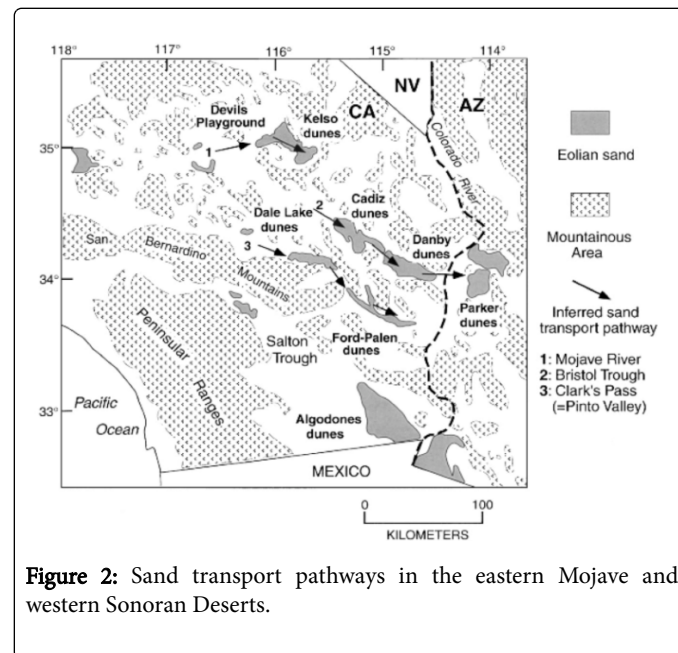 118°
117°
116°
115°
114°
NV
CA
AZ
Devils
Playground
Kelso
dunes
1
35°
Colorado River
Eolian sand
2
Cadiz
dunes
Dale Lake
dunes
3
Danby
dunes
San Bernardino Mountains
34°
Mountainous
Area
Parker
dunes
Inferred sand
transport pathway
Peninsular Ranges
Salton
Trough
Ford-Palen
dunes
1: Mojave River
2: Bristol Trough
3: Clark's Pass
(=Pinto Valley)
Pacific
Ocean
33°
Algodones
dunes
MEXICO
0 100
KILOMETERS
Figure 2: Sand transport pathways in the eastern Mojave and
western Sonoran Deserts.